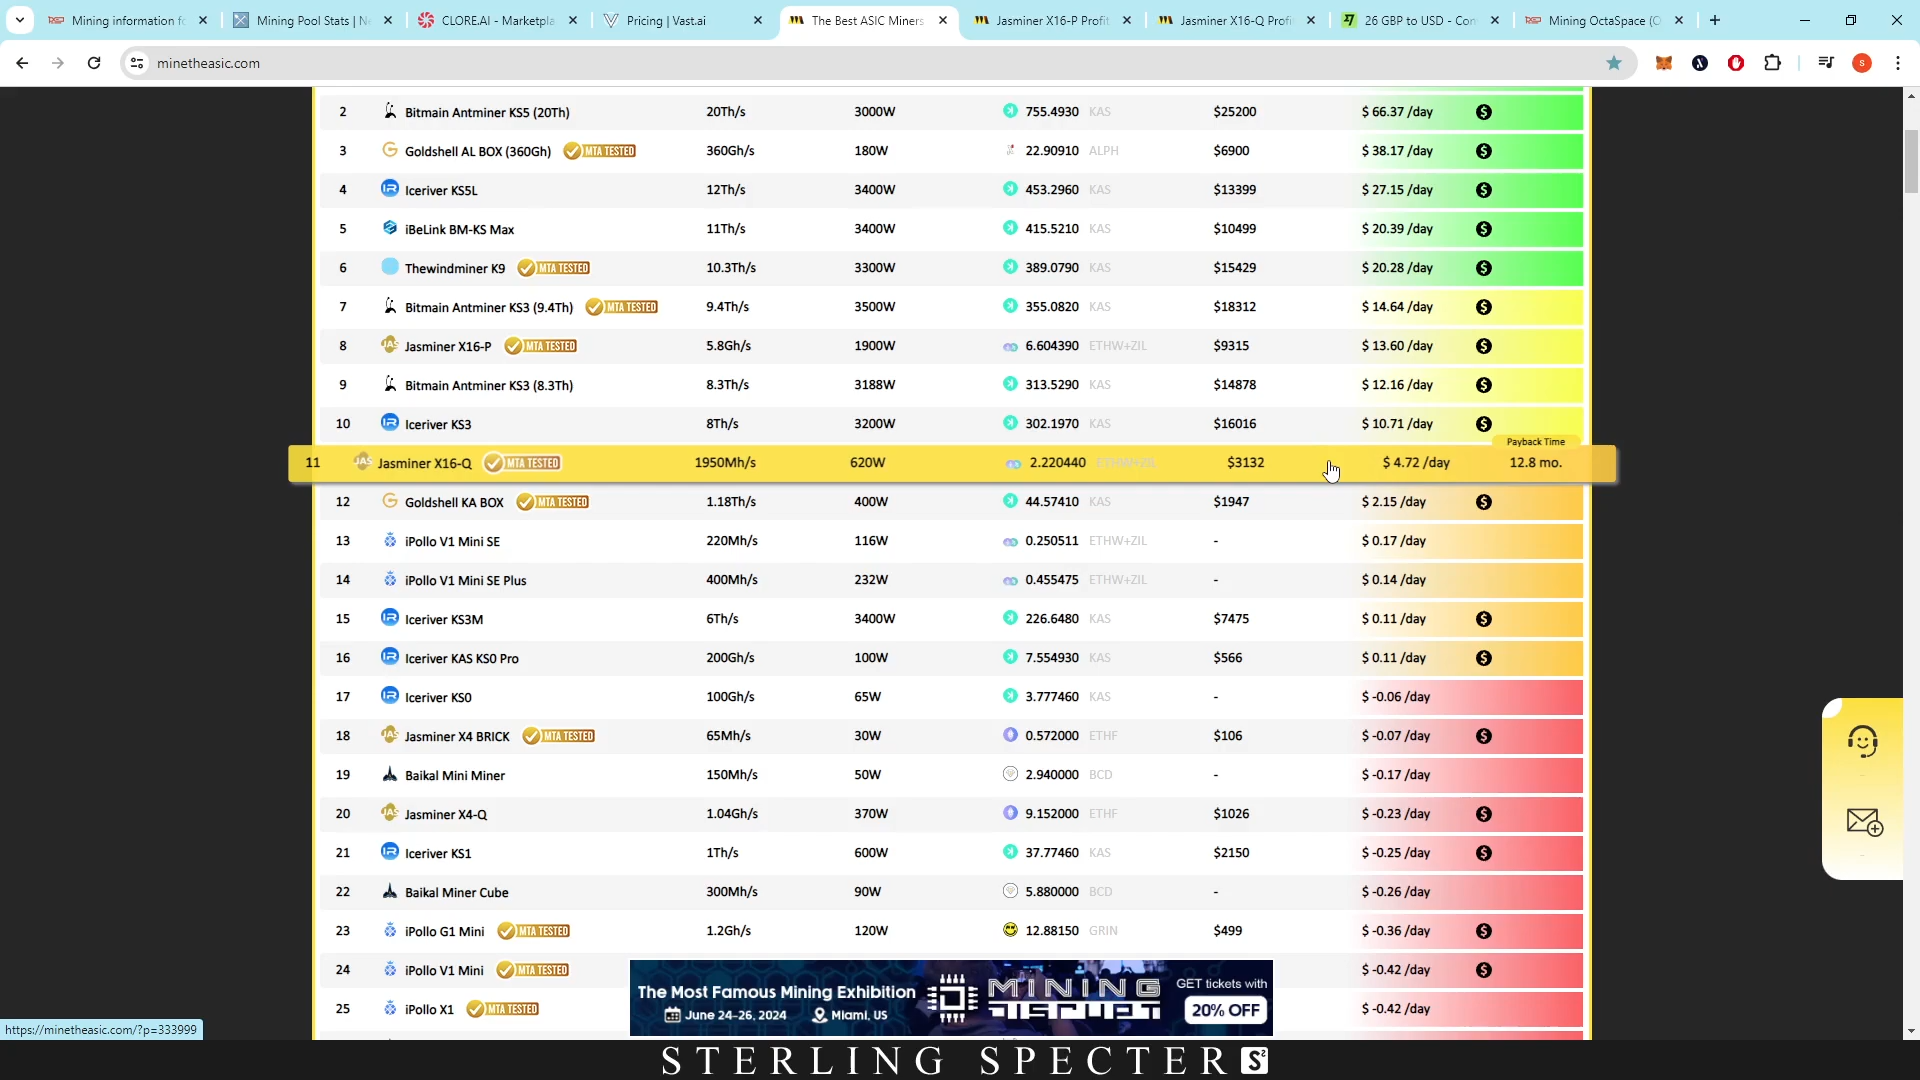 Mining information fo
Mining Pool Stats | Ne
CLORE.AI - Marketpla
Pricing | Vast.ai
The Best ASIC Miners
Jasminer X16-P Profit
Jasminer X16-Q Profi
26 GBP to USD - Con
Mining OctaSpace (O
minetheasic.com
2 Bitmain Antminer KS5 (20Th) 20Th/s 3000W 755.4930 KAS $25200 $ 66.37 /day
3 Goldshell AL BOX (360Gh) MTA TESTED 360Gh/s 180W 22.90910 ALPH $6900 $ 38.17 /day
4 Iceriver KS5L 12Th/s 3400W 453.2960 KAS $13399 $ 27.15 /day
5 iBeLink BM-KS Max 11Th/s 3400W 415.5210 KAS $10499 $ 20.39 /day
6 Thewindminer K9 MTA TESTED 10.3Th/s 3300W 389.0790 KAS $15429 $ 20.28 /day
7 Bitmain Antminer KS3 (9.4Th) MTA TESTED 9.4Th/s 3500W 355.0820 KAS $18312 $ 14.64 /day
8 Jasminer X16-P MTA TESTED 5.8Gh/s 1900W 6.604390 ETHW+ZIL $9315 $ 13.60 /day
9 Bitmain Antminer KS3 (8.3Th) 8.3Th/s 3188W 313.5290 KAS $14878 $ 12.16 /day
10 Iceriver KS3 8Th/s 3200W 302.1970 KAS $16016 $ 10.71 /day
Payback Time
11 Jasminer X16-Q MTA TESTED 1950Mh/s 620W 2.220440 ETHW+ZIL $3132 $ 4.72 /day 12.8 mo.
12 Goldshell KA BOX MTA TESTED 1.18Th/s 400W 44.57410 KAS $1947 $ 2.15 /day
13 iPollo V1 Mini SE 220Mh/s 116W 0.250511 ETHW+ZIL - $ 0.17 /day
14 iPollo V1 Mini SE Plus 400Mh/s 232W 0.455475 ETHW+ZIL - $ 0.14 /day
15 Iceriver KS3M 6Th/s 3400W 226.6480 KAS $7475 $ 0.11 /day
16 Iceriver KAS KS0 Pro 200Gh/s 100W 7.554930 KAS $566 $ 0.11 /day
17 Iceriver KS0 100Gh/s 65W 3.777460 KAS - $ -0.06 /day
18 Jasminer X4 BRICK MTA TESTED 65Mh/s 30W 0.572000 ETHF $106 $ -0.07 /day
19 Baikal Mini Miner 150Mh/s 50W 2.940000 BCD - $ -0.17 /day
20 Jasminer X4-Q 1.04Gh/s 370W 9.152000 ETHF $1026 $ -0.23 /day
21 Iceriver KS1 1Th/s 600W 37.77460 KAS $2150 $ -0.25 /day
22 Baikal Miner Cube 300Mh/s 90W 5.880000 BCD - $ -0.26 /day
23 iPollo G1 Mini MTA TESTED 1.2Gh/s 120W 12.88150 GRIN $499 $ -0.36 /day
24 iPollo V1 Mini MTA TESTED $ -0.42 /day
25 iPollo X1 MTA TESTED $ -0.42 /day
The Most Famous Mining Exhibition
June 24-26, 2024 Miami, US
MINING
DISRUPT
GET tickets with
20% OFF
https://minetheasic.com/?p=333999
STERLING SPECTER S²